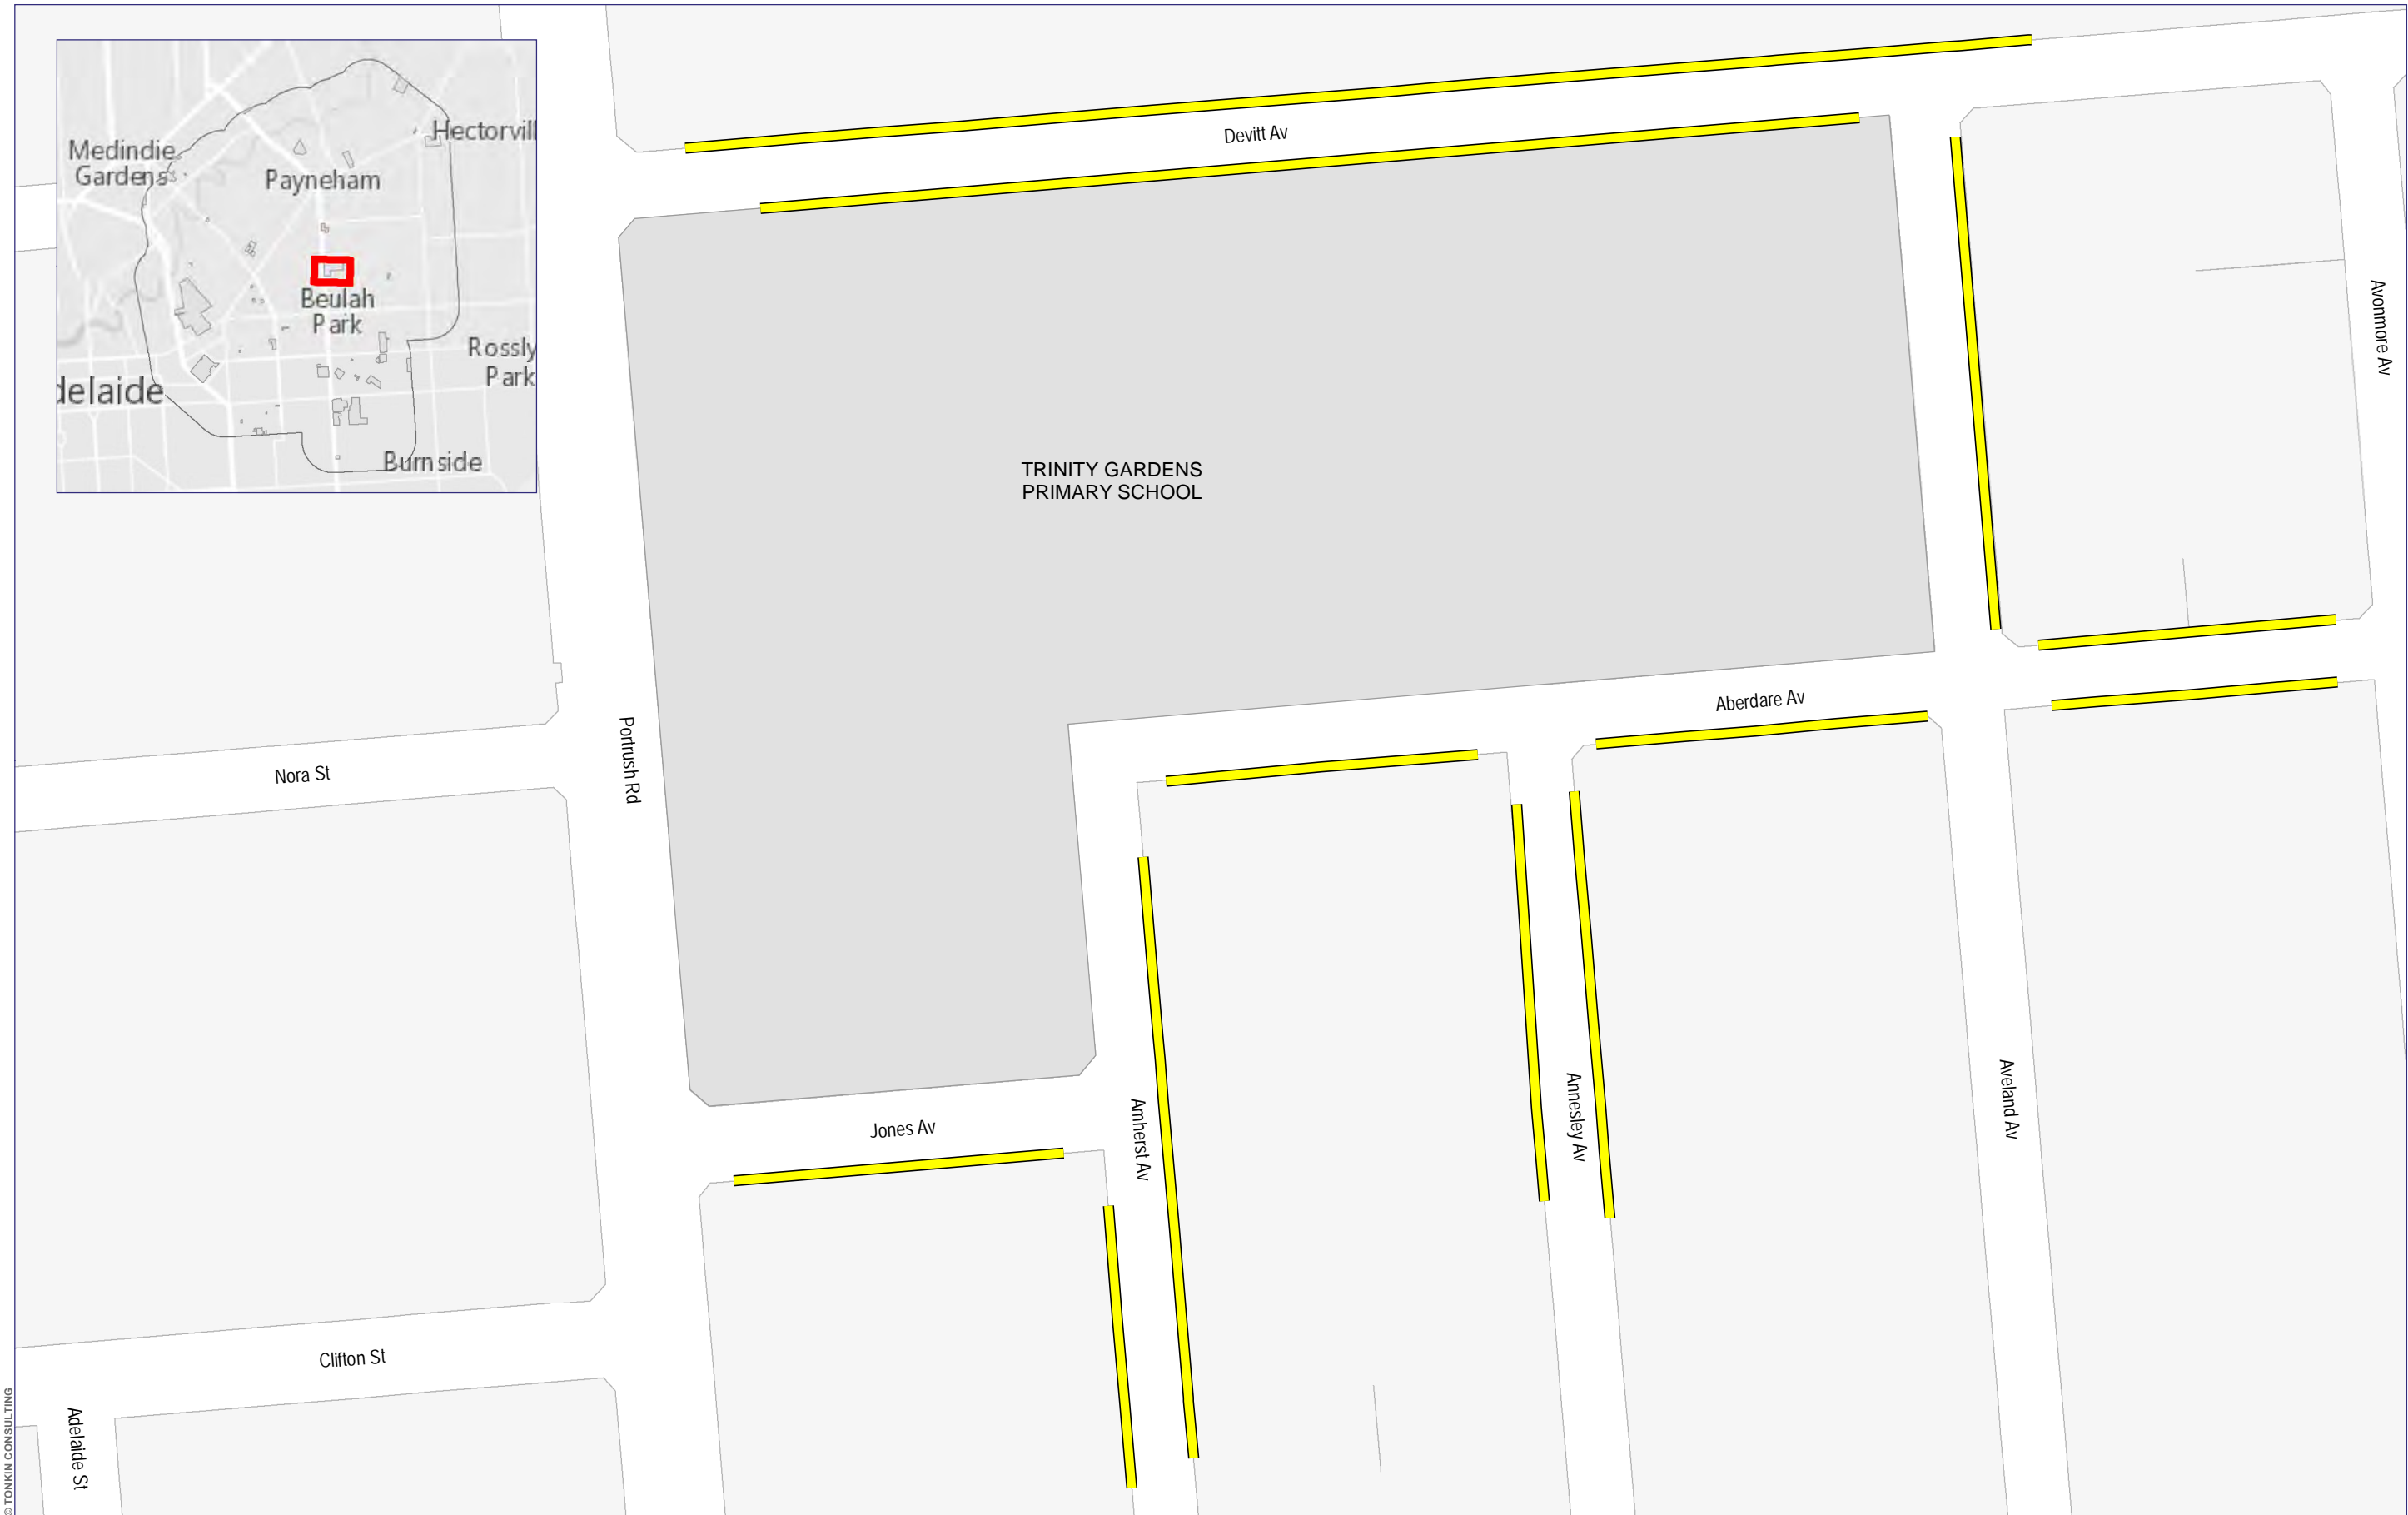 Medindie
Gardens
Hectorvill
Payneham
Beulah
Park
Rossly
Park
delaide
Burnside
Devitt Av
Avonmore Av
TRINITY GARDENS
PRIMARY SCHOOL
Portrush Rd
Aberdare Av
Nora St
Jones Av
Amherst Av
Annesley Av
Aveland Av
Clifton St
Adelaide St
© TONKIN CONSULTING